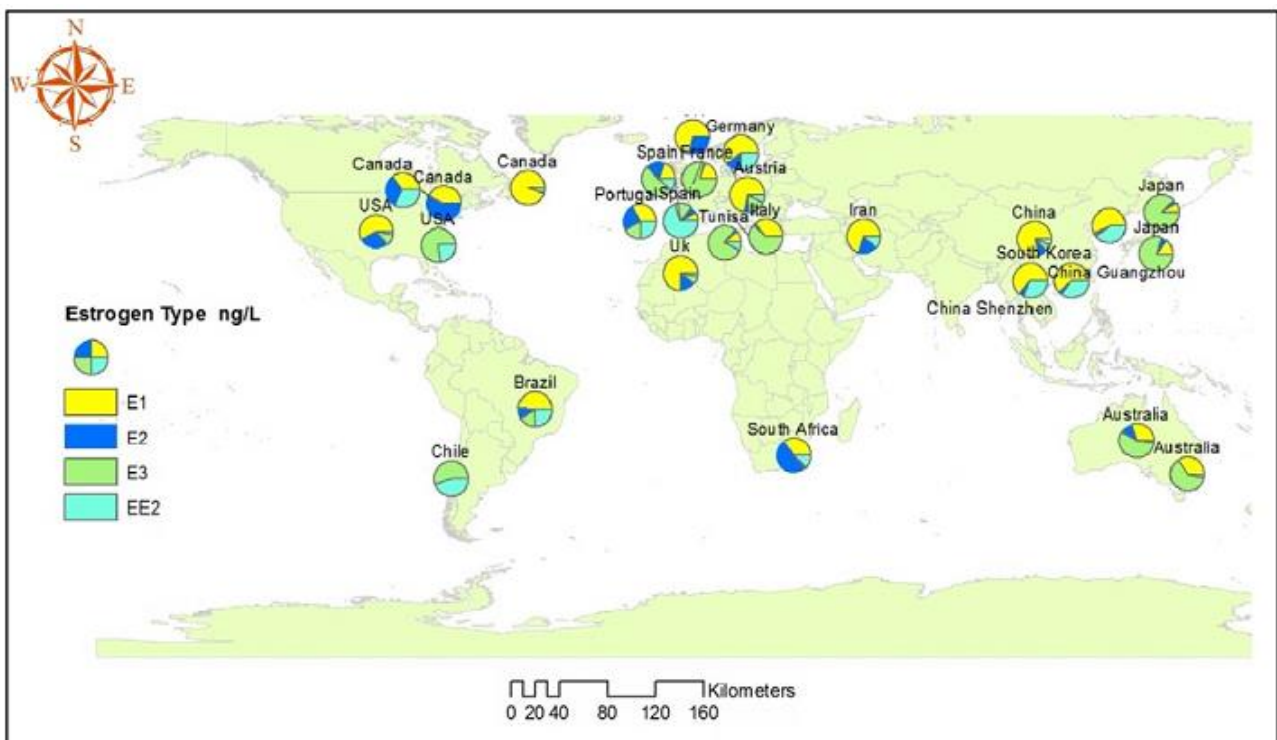 N
W E
S
Germany
Canada
Canada
Canada
Spain France
Austria
Portugal Spain
Tunisa Italy
Iran
Japan
China
Japan
USA
USA
Uk
South Korea
China Guangzhou
China Shenzhen
Estrogen Type ng/L
E1
E2
E3
EE2
Brazil
Chile
South Africa
Australia
Australia
Kilometers
0 20 40 80 120 160